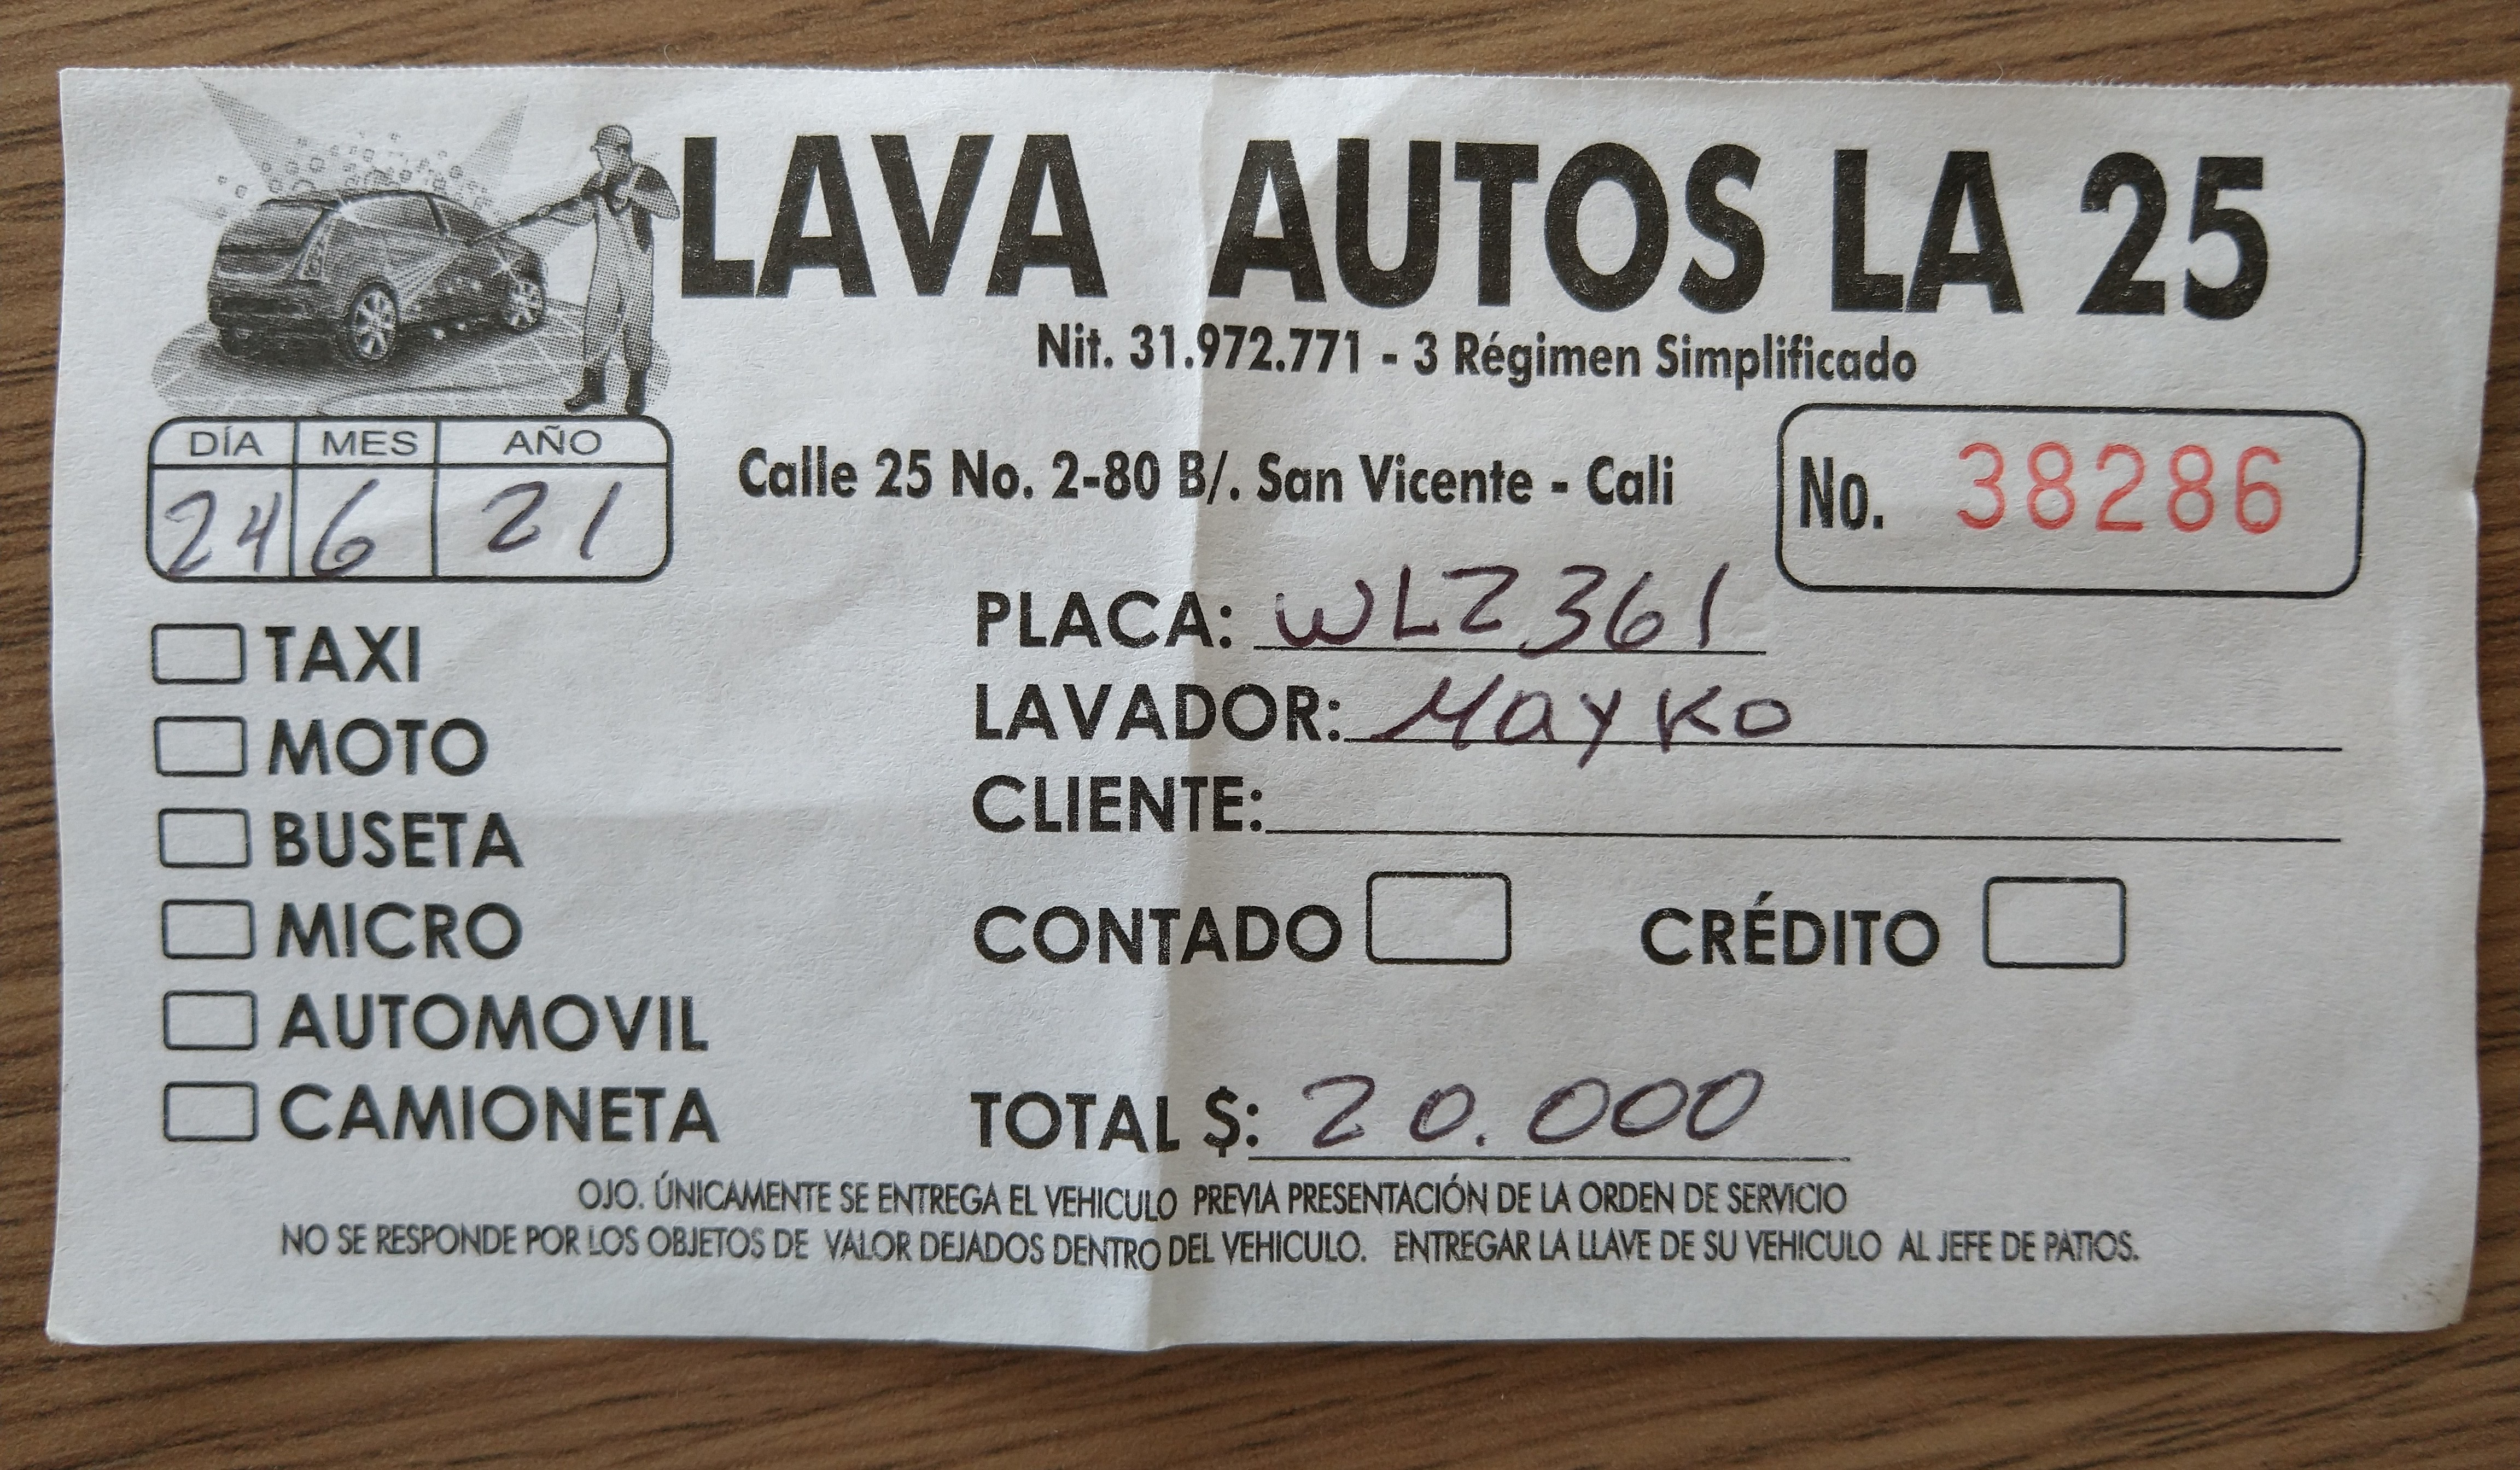 LAVA AUTOS LA 25
Nit. 31.972.771 - 3 Régimen Simplificado
DÍA MES AÑO
24 6 21
Calle 25 No. 2-80 B/. San Vicente - Cali
No. 38286
TAXI
MOTO
BUSETA
MICRO
AUTOMOVIL
CAMIONETA
PLACA: WLZ361
LAVADOR: Mayko
CLIENTE:
CONTADO CRÉDITO
TOTAL $: 20.000
OJO. ÚNICAMENTE SE ENTREGA EL VEHICULO PREVIA PRESENTACIÓN DE LA ORDEN DE SERVICIO
NO SE RESPONDE POR LOS OBJETOS DE VALOR DEJADOS DENTRO DEL VEHICULO. ENTREGAR LA LLAVE DE SU VEHICULO AL JEFE DE PATIOS.